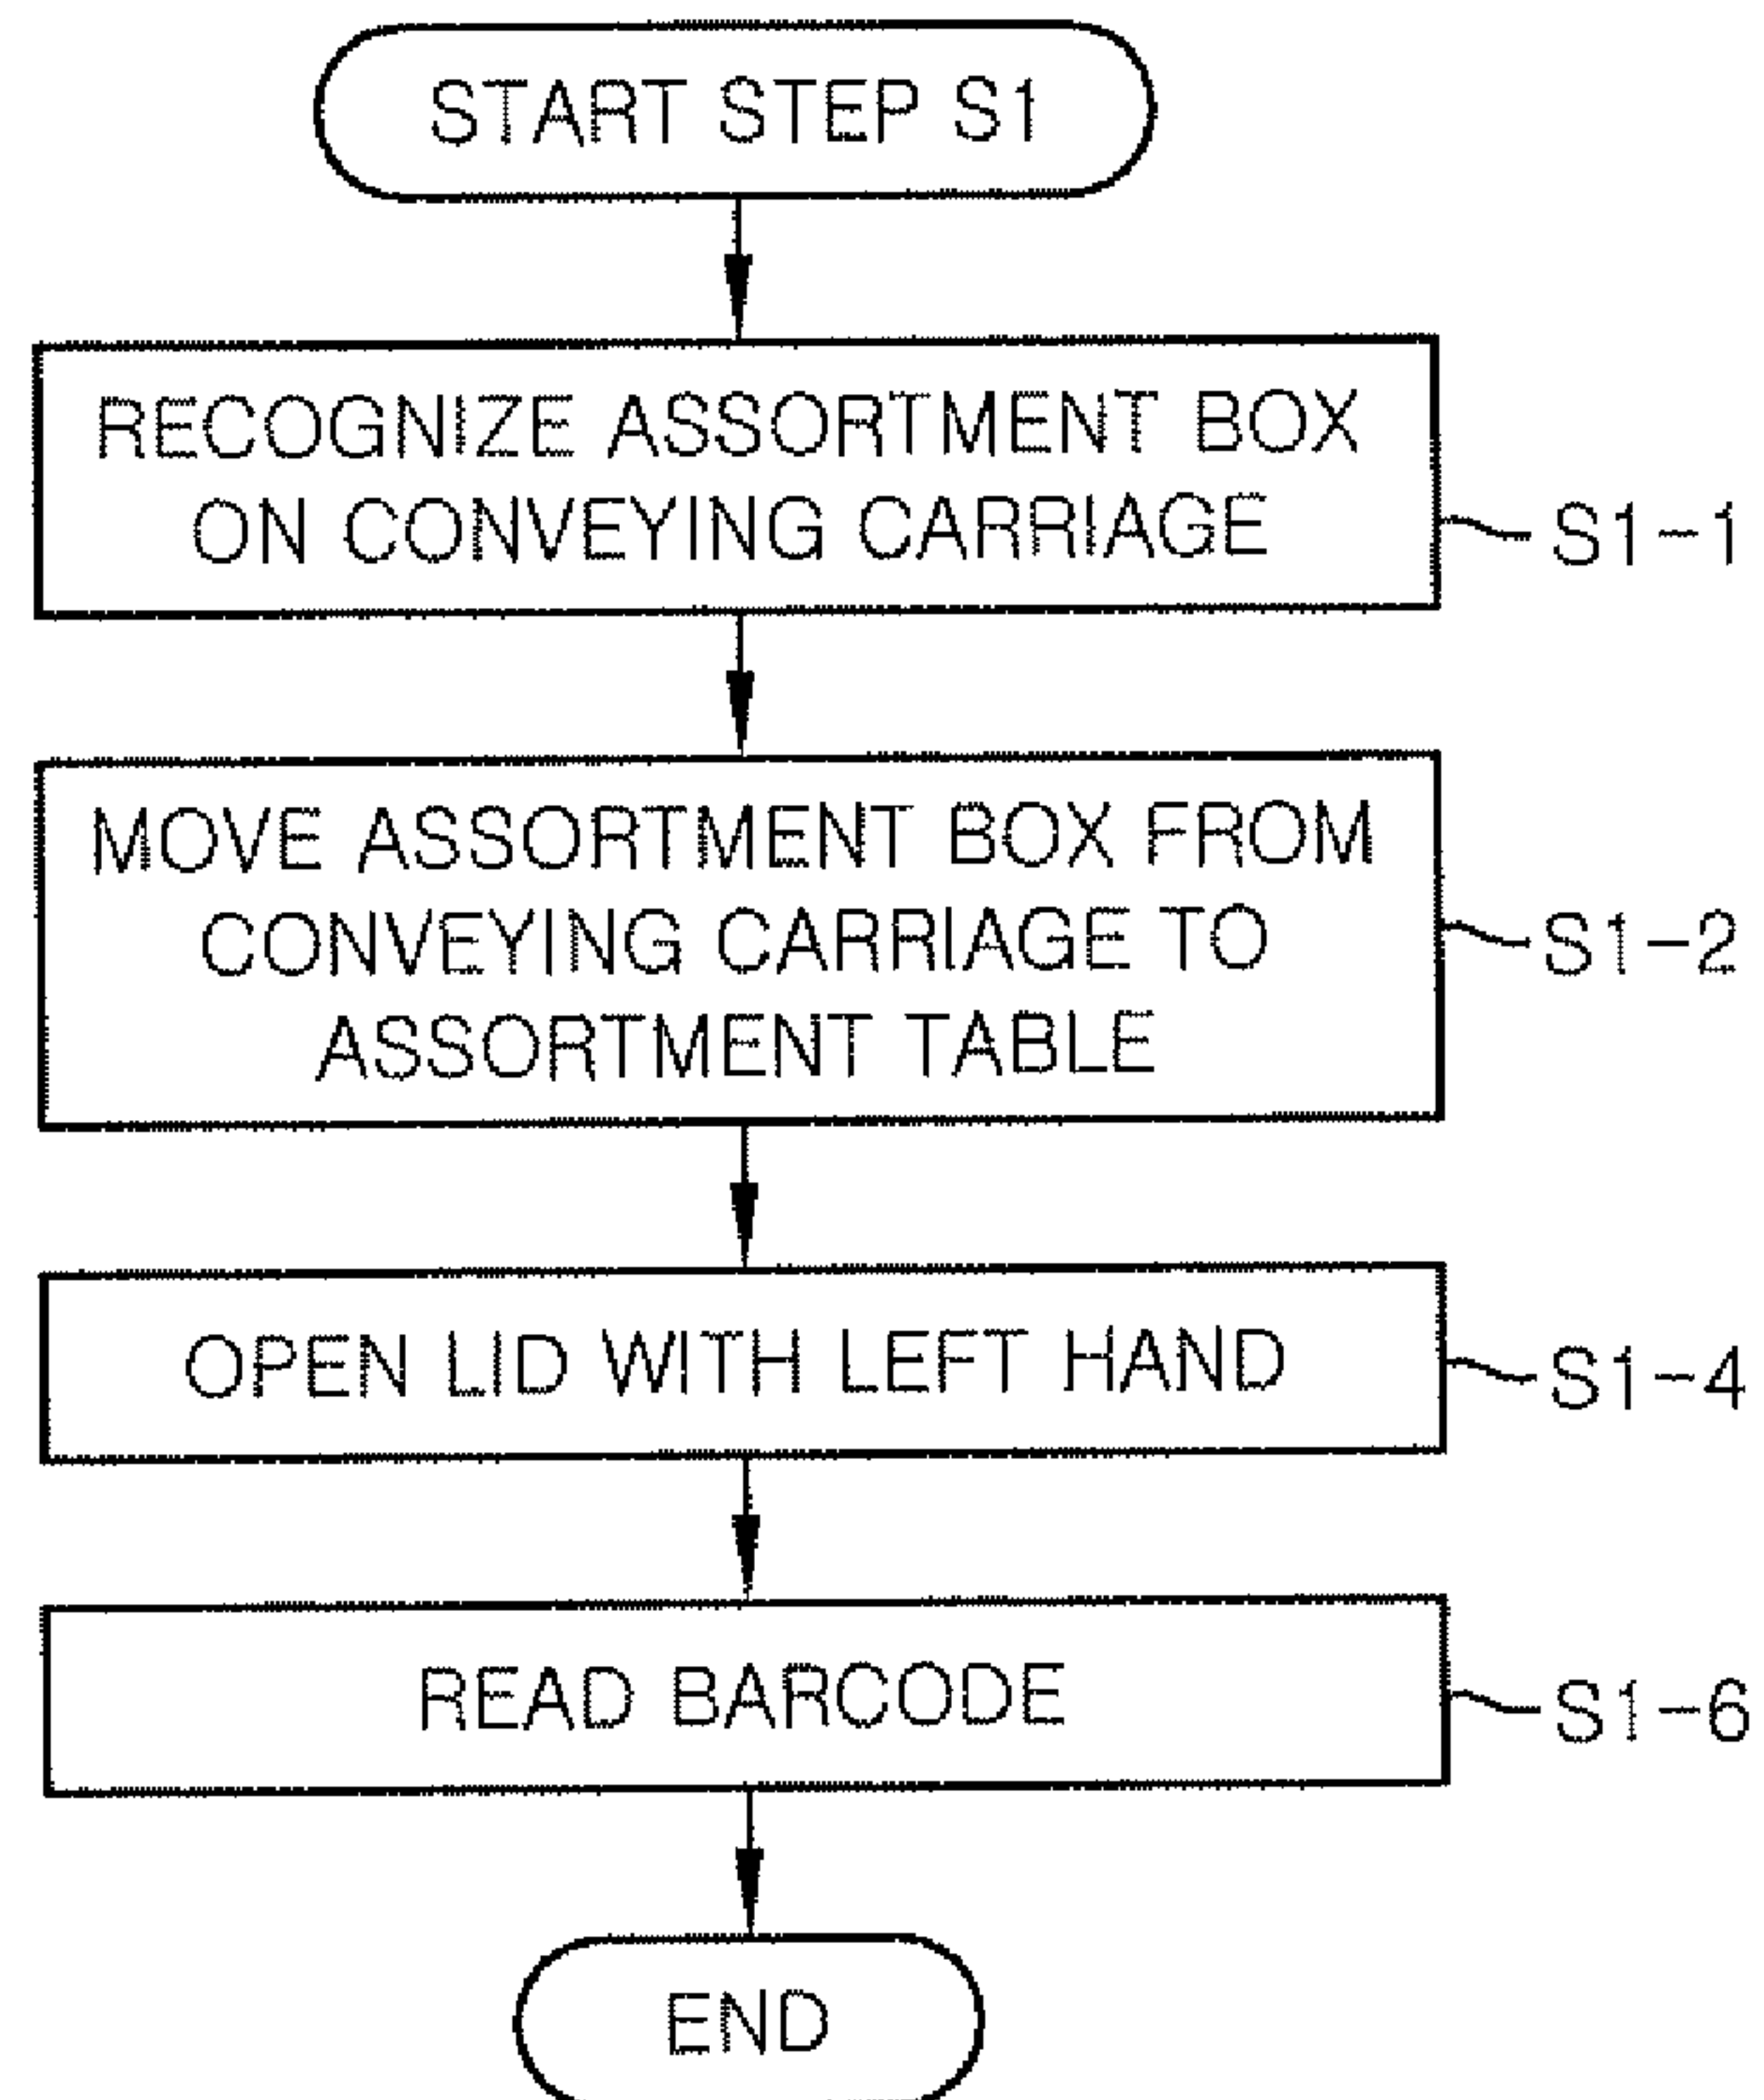 START STEP S1
RECOGNIZE ASSORTMENT BOX
ON CONVEYING CARRIAGE
S1-1
MOVE ASSORTMENT BOX FROM
CONVEYING CARRIAGE TO
ASSORTMENT TABLE
S1-2
OPEN LID WITH LEFT HAND
S1-4
READ BARCODE
S1-6
END